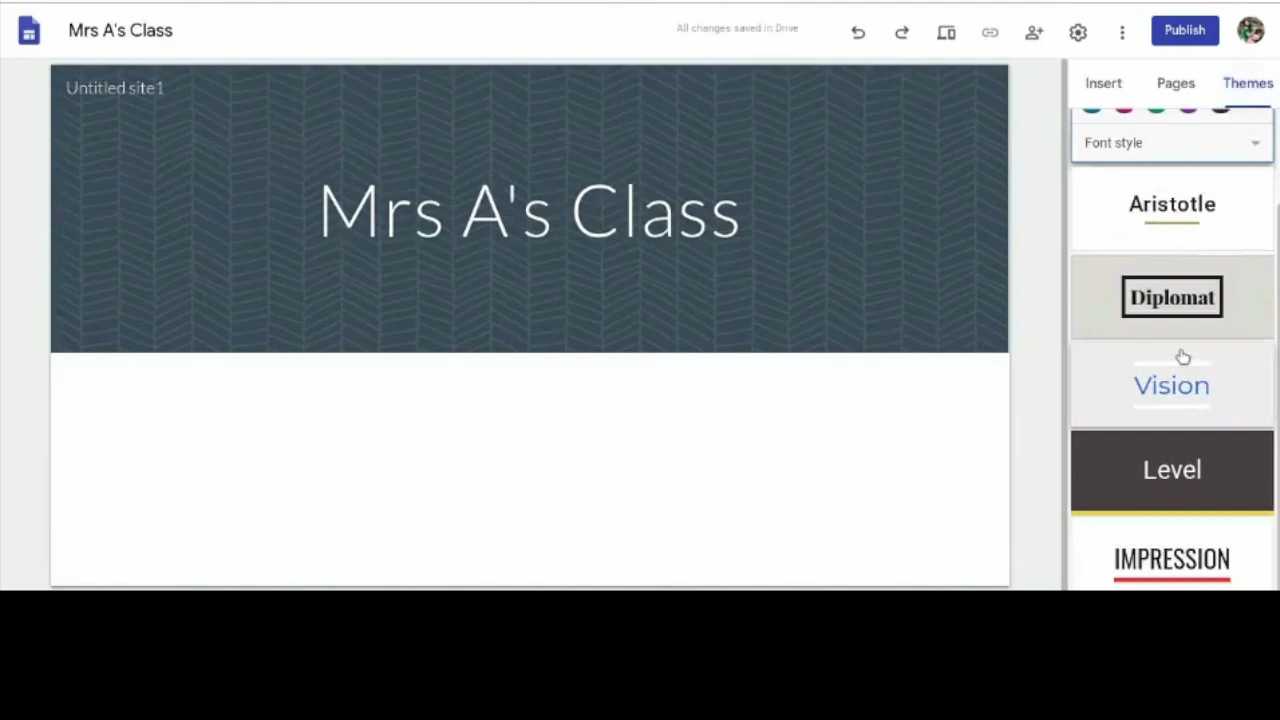 Mrs A's Class
All changes saved in Drive
Publish
Untitled site1
Mrs A's Class
Insert
Pages
Themes
Font style
Aristotle
Diplomat
Vision
Level
IMPRESSION